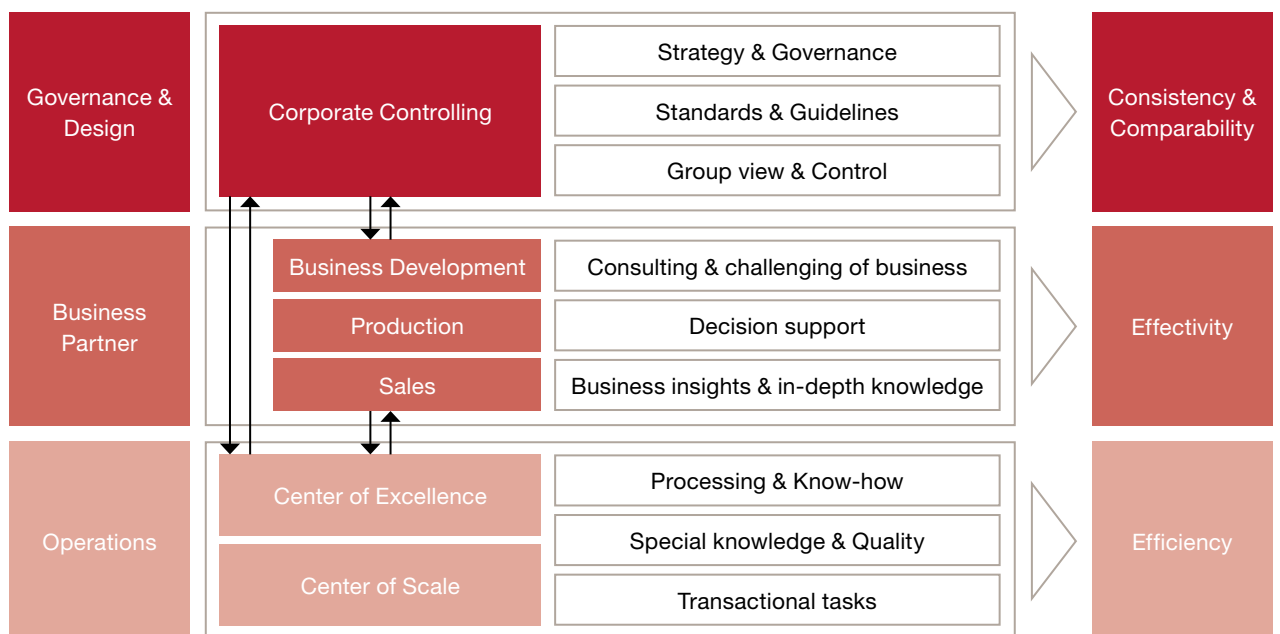 Governance &
Design
Corporate Controlling
Strategy & Governance
Standards & Guidelines
Group view & Control
Consistency &
Comparability
Business
Partner
Business Development
Production
Sales
Consulting & challenging of business
Decision support
Business insights & in-depth knowledge
Effectivity
Operations
Center of Excellence
Center of Scale
Processing & Know-how
Special knowledge & Quality
Transactional tasks
Efficiency